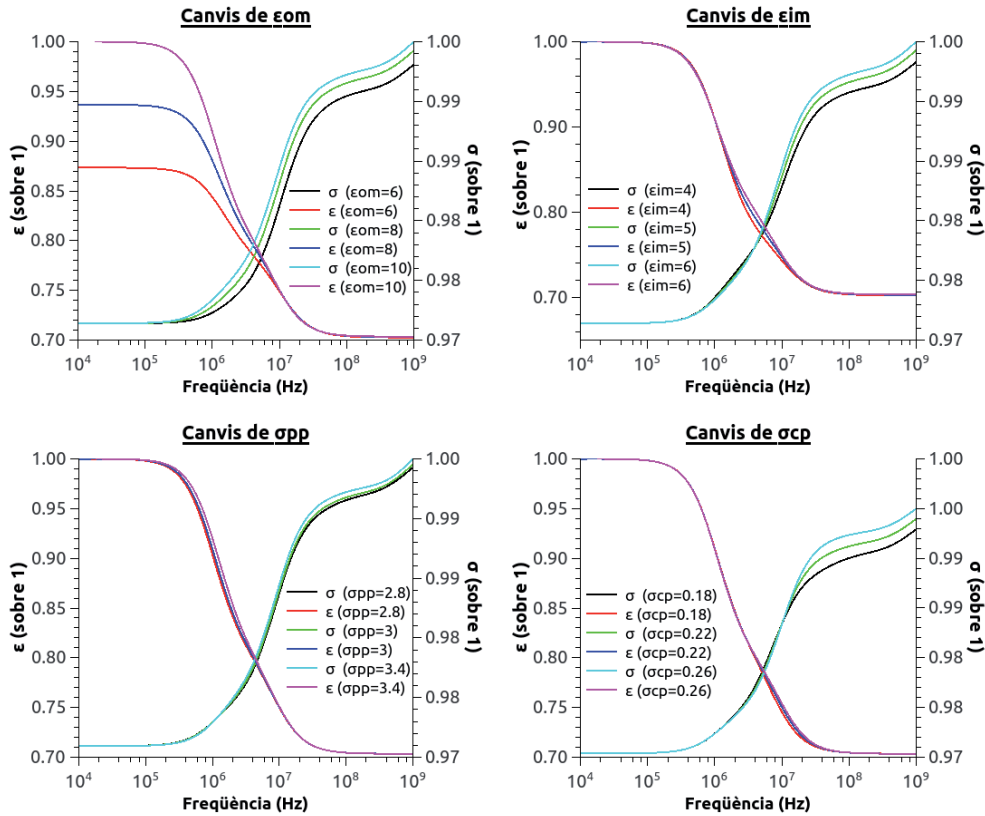 Canvis de εom
1.00
0.95
0.90
0.85
0.80
0.75
0.70
ε (sobre 1)
1.00
0.99
0.99
0.98
0.98
0.97
σ (sobre 1)
σ (εom=6)
ε (εom=6)
σ (εom=8)
ε (εom=8)
σ (εom=10)
ε (εom=10)
10⁴ 10⁵ 10⁶ 10⁷ 10⁸ 10⁹
Freqüència (Hz)
Canvis de εim
1.00
0.90
0.80
0.70
ε (sobre 1)
1.00
0.99
0.99
0.98
0.98
0.97
σ (sobre 1)
σ (εim=4)
ε (εim=4)
σ (εim=5)
ε (εim=5)
σ (εim=6)
ε (εim=6)
10⁴ 10⁵ 10⁶ 10⁷ 10⁸ 10⁹
Freqüència (Hz)
Canvis de σpp
1.00
0.95
0.90
0.85
0.80
0.75
0.70
ε (sobre 1)
1.00
0.99
0.99
0.98
0.98
0.97
σ (sobre 1)
σ (σpp=2.8)
ε (σpp=2.8)
σ (σpp=3)
ε (σpp=3)
σ (σpp=3.4)
ε (σpp=3.4)
10⁴ 10⁵ 10⁶ 10⁷ 10⁸ 10⁹
Freqüència (Hz)
Canvis de σcp
1.00
0.95
0.90
0.85
0.80
0.75
0.70
ε (sobre 1)
1.00
1.00
0.99
0.99
0.98
0.98
0.97
σ (sobre 1)
σ (σcp=0.18)
ε (σcp=0.18)
σ (σcp=0.22)
ε (σcp=0.22)
σ (σcp=0.26)
ε (σcp=0.26)
10⁴ 10⁵ 10⁶ 10⁷ 10⁸ 10⁹
Freqüència (Hz)